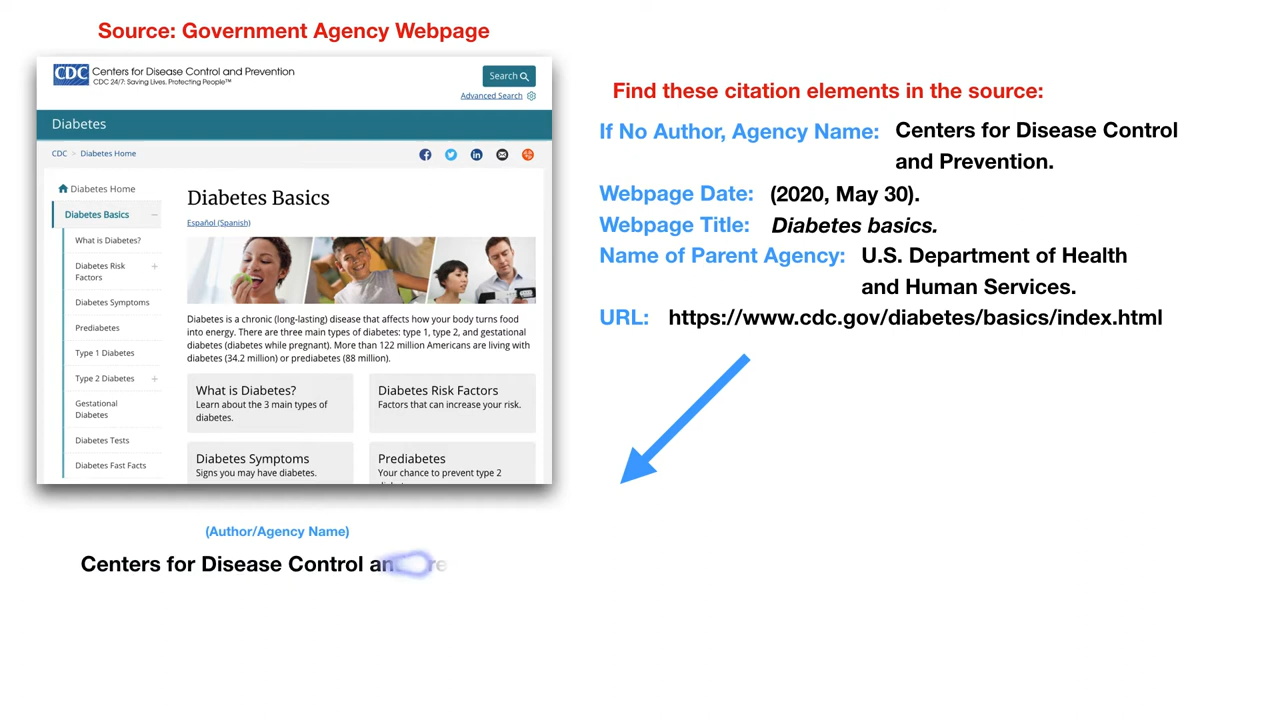 Source: Government Agency Webpage
CDC Centers for Disease Control and Prevention
CDC 24/7: Saving Lives. Protecting People™
Search
Advanced Search
Diabetes
CDC > Diabetes Home
Diabetes Home
Diabetes Basics
What is Diabetes?
Diabetes Risk
Factors
Diabetes Symptoms
Prediabetes
Type 1 Diabetes
Type 2 Diabetes
Gestational
Diabetes
Diabetes Tests
Diabetes Fast Facts
Diabetes Basics
Español (Spanish)
Diabetes is a chronic (long-lasting) disease that affects how your body turns food
into energy. There are three main types of diabetes: type 1, type 2, and gestational
diabetes (diabetes while pregnant). More than 122 million Americans are living with
diabetes (34.2 million) or prediabetes (88 million).
What is Diabetes?
Learn about the 3 main types of
diabetes.
Diabetes Risk Factors
Factors that can increase your risk.
Diabetes Symptoms
Signs you may have diabetes.
Prediabetes
Your chance to prevent type 2
Find these citation elements in the source:
If No Author, Agency Name: Centers for Disease Control
and Prevention.
Webpage Date: (2020, May 30).
Webpage Title: Diabetes basics.
Name of Parent Agency: U.S. Department of Health
and Human Services.
URL: https://www.cdc.gov/diabetes/basics/index.html
(Author/Agency Name)
Centers for Disease Control